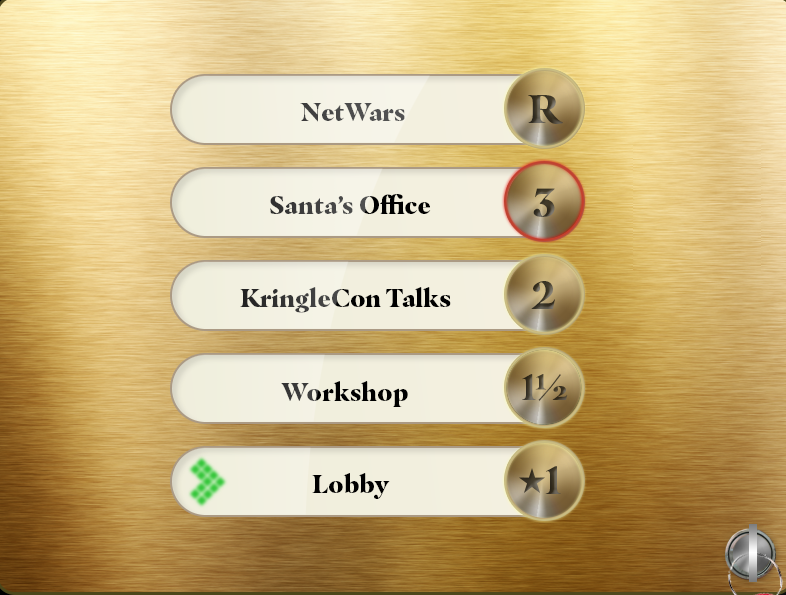 NetWars R
Santa's Office 3
KringleCon Talks 2
Workshop 1½
Lobby ★1